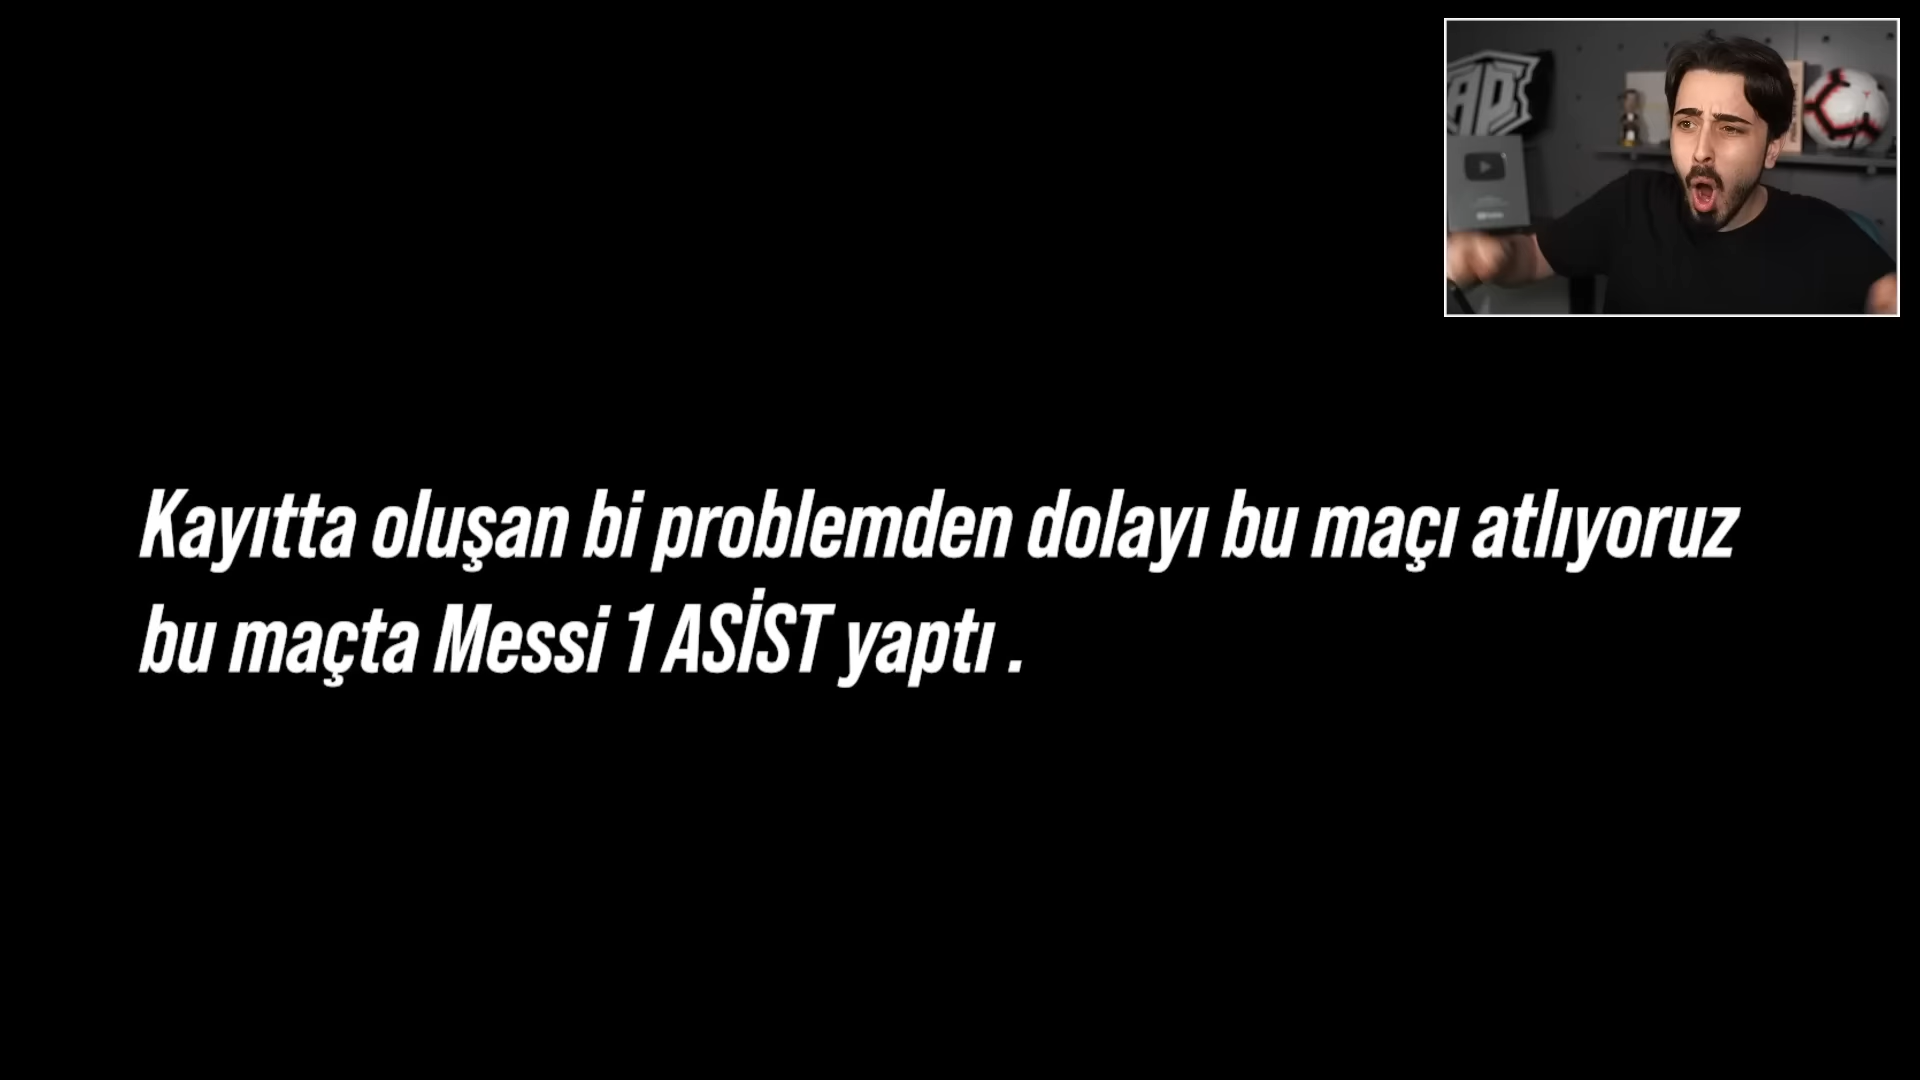 Kayıtta oluşan bi problemden dolayı bu maçı atlıyoruz
bu maçta Messi 1 ASİST yaptı .